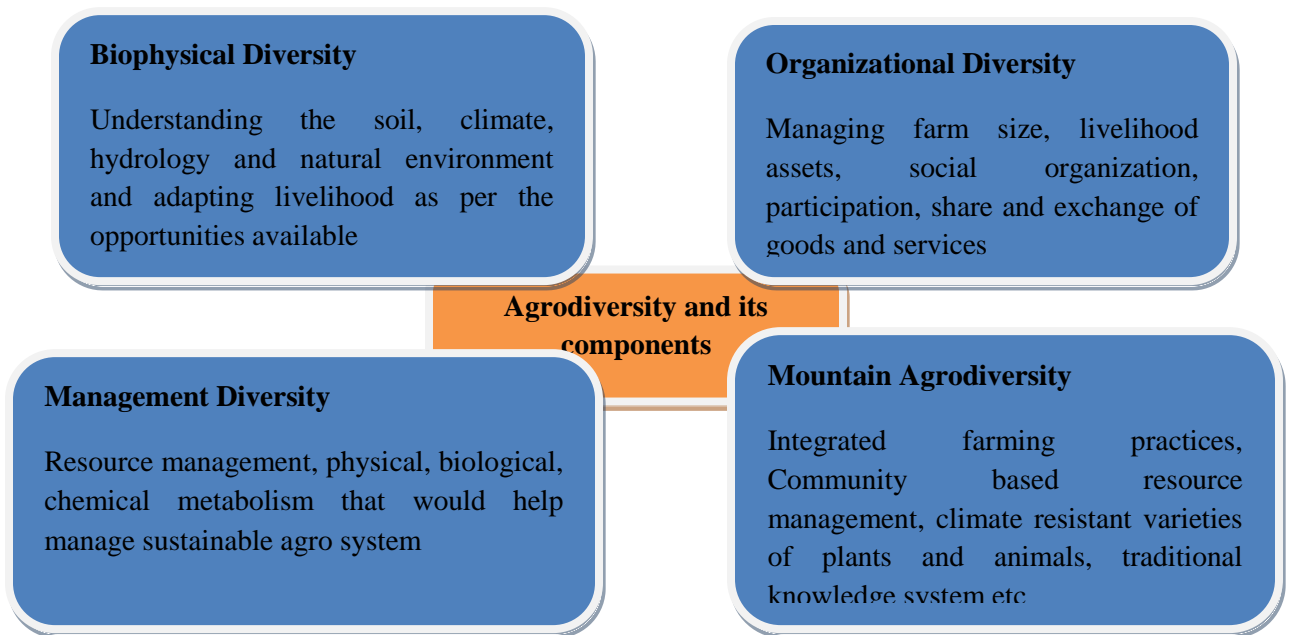 Biophysical Diversity
Understanding the soil, climate,
hydrology and natural environment
and adapting livelihood as per the
opportunities available
Organizational Diversity
Managing farm size, livelihood
assets, social organization,
participation, share and exchange of
goods and services
Agrodiversity and its
components
Management Diversity
Resource management, physical, biological,
chemical metabolism that would help
manage sustainable agro system
Mountain Agrodiversity
Integrated farming practices,
Community based resource
management, climate resistant varieties
of plants and animals, traditional
knowledge system etc